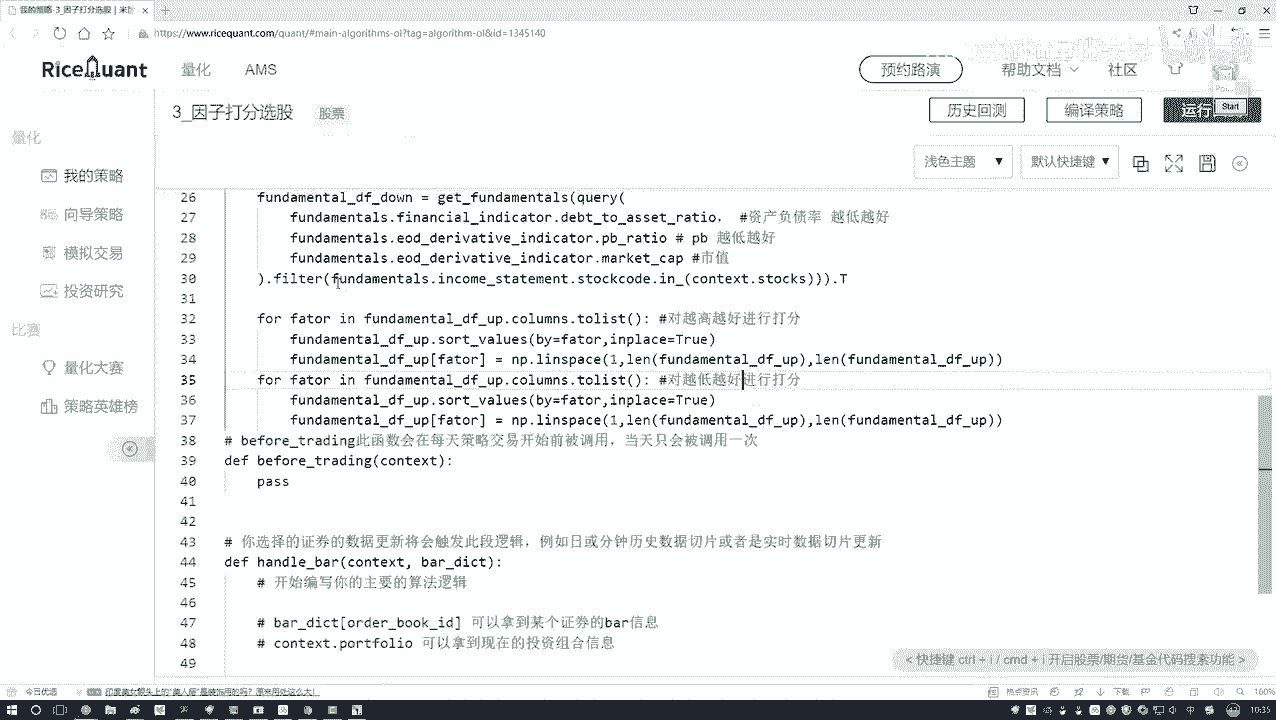 我的策略-3_因子打分选股 | 米
https://www.ricequant.com/quant/#main-algorithms-ol?tag=algorithm-ol&id=1345140
RiceQuant 量化 AMS 预约路演 帮助文档 社区
3_因子打分选股 股票 历史回测 编译策略 运行 Start
量化
浅色主题 ▼ 默认快捷键 ▼
我的策略
向导策略
模拟交易
投资研究
比赛
量化大赛
策略英雄榜
26 fundamental_df_down = get_fundamentals(query(
27 fundamentals.financial_indicator.debt_to_asset_ratio， #资产负债率 越低越好
28 fundamentals.eod_derivative_indicator.pb_ratio # pb 越低越好
29 fundamentals.eod_derivative_indicator.market_cap #市值
30 ).filter(fundamentals.income_statement.stockcode.in_(context.stocks))).T
31
32 for fator in fundamental_df_up.columns.tolist(): #对越高越好进行打分
33 fundamental_df_up.sort_values(by=fator,inplace=True)
34 fundamental_df_up[fator] = np.linspace(1,len(fundamental_df_up),len(fundamental_df_up))
35 for fator in fundamental_df_up.columns.tolist(): #对越低越好进行打分
36 fundamental_df_up.sort_values(by=fator,inplace=True)
37 fundamental_df_up[fator] = np.linspace(1,len(fundamental_df_up),len(fundamental_df_up))
38 # before_trading此函数会在每天策略交易开始前被调用，当天只会被调用一次
39 def before_trading(context):
40 pass
41
42
43 # 你选择的证券的数据更新将会触发此段逻辑，例如日或分钟历史数据切片或者是实时数据切片更新
44 def handle_bar(context, bar_dict):
45 # 开始编写你的主要的算法逻辑
46
47 # bar_dict[order_book_id] 可以拿到某个证券的bar信息
48 # context.portfolio 可以拿到现在的投资组合信息
49
< 快捷键 ctrl + i / cmd + i 开启股票/期货/基金代码搜索功能 >
今日优选 热点资讯 下载 160%
中 10:35